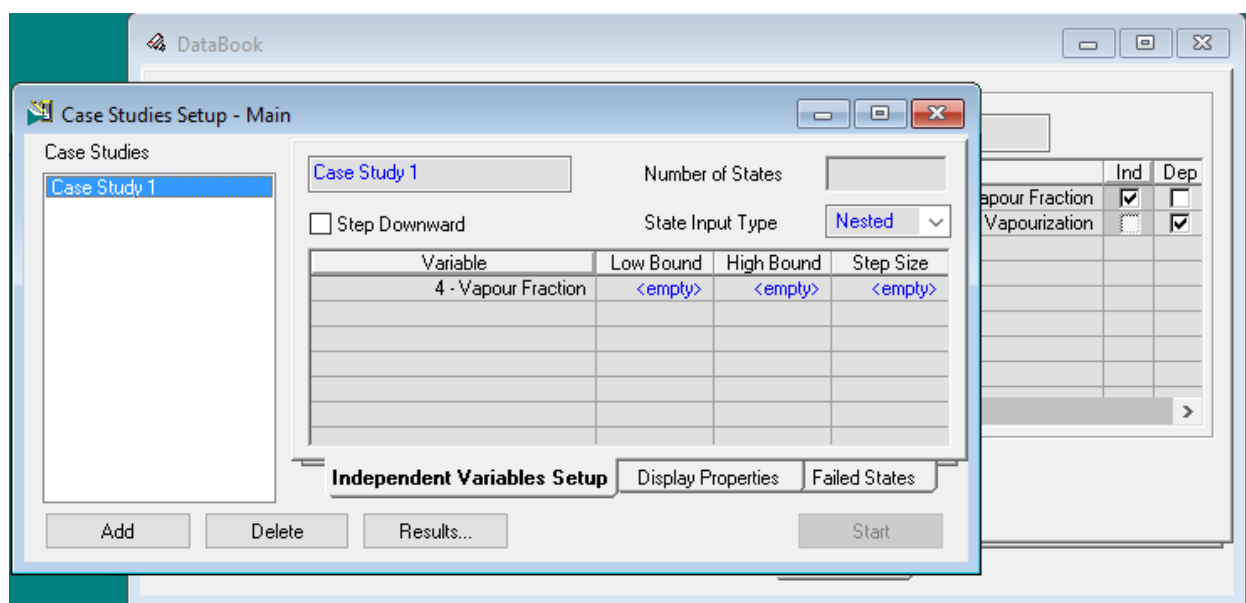 DataBook
Case Studies Setup - Main
Case Studies
Case Study 1
Case Study 1
Number of States
Step Downward
State Input Type
Nested
Variable Low Bound High Bound Step Size
4 - Vapour Fraction <empty> <empty> <empty>
Independent Variables Setup Display Properties Failed States
Add Delete Results... Start
Ind Dep
apour Fraction
Vapourization